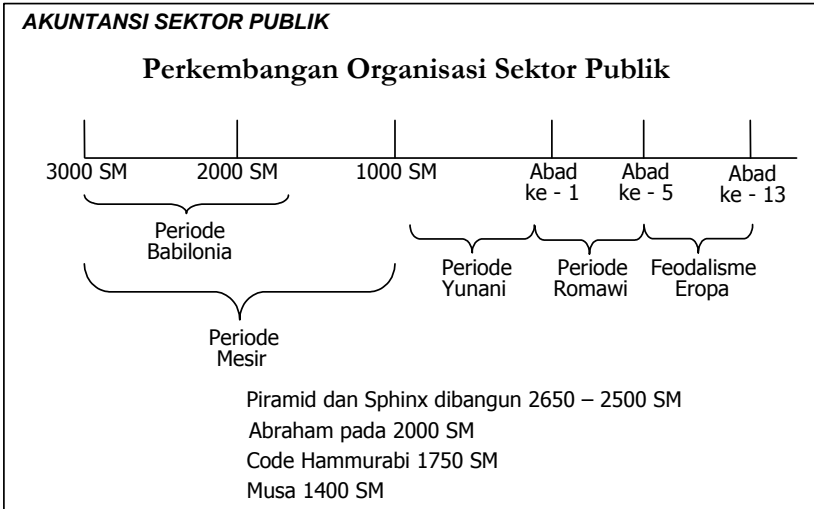 AKUNTANSI SEKTOR PUBLIK
Perkembangan Organisasi Sektor Publik
3000 SM
2000 SM
1000 SM
Abad
ke - 1
Abad
ke - 5
Abad
ke - 13
Periode
Babilonia
Periode
Yunani
Periode
Romawi
Feodalisme
Eropa
Periode
Mesir
Piramid dan Sphinx dibangun 2650 – 2500 SM
Abraham pada 2000 SM
Code Hammurabi 1750 SM
Musa 1400 SM